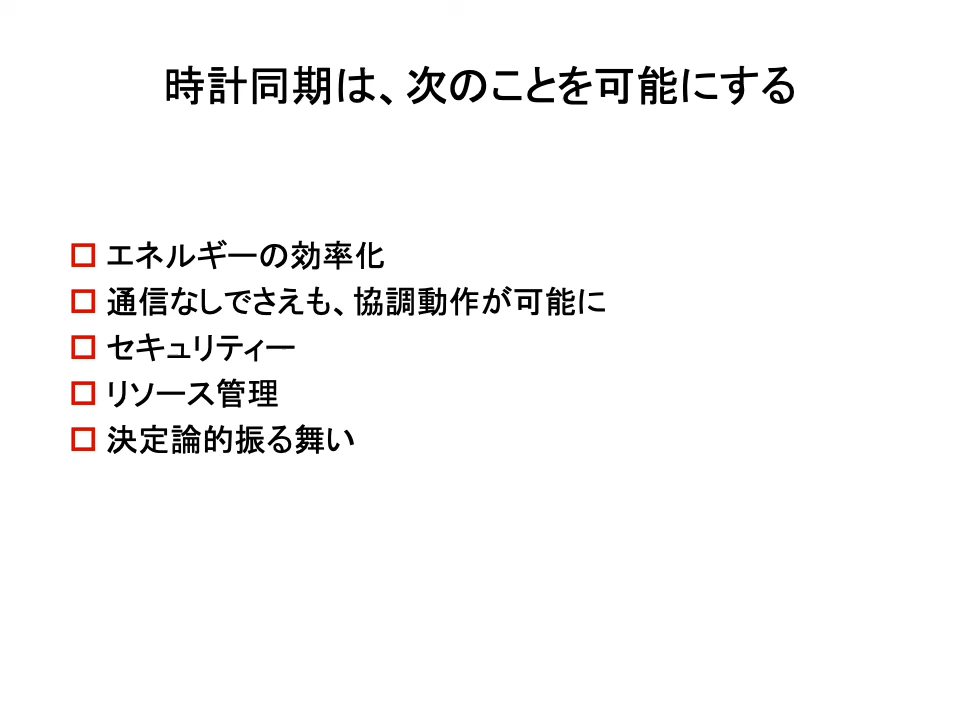 時計同期は、次のことを可能にする
エネルギーの効率化
通信なしでさえも、協調動作が可能に
セキュリティー
リソース管理
決定論的振る舞い